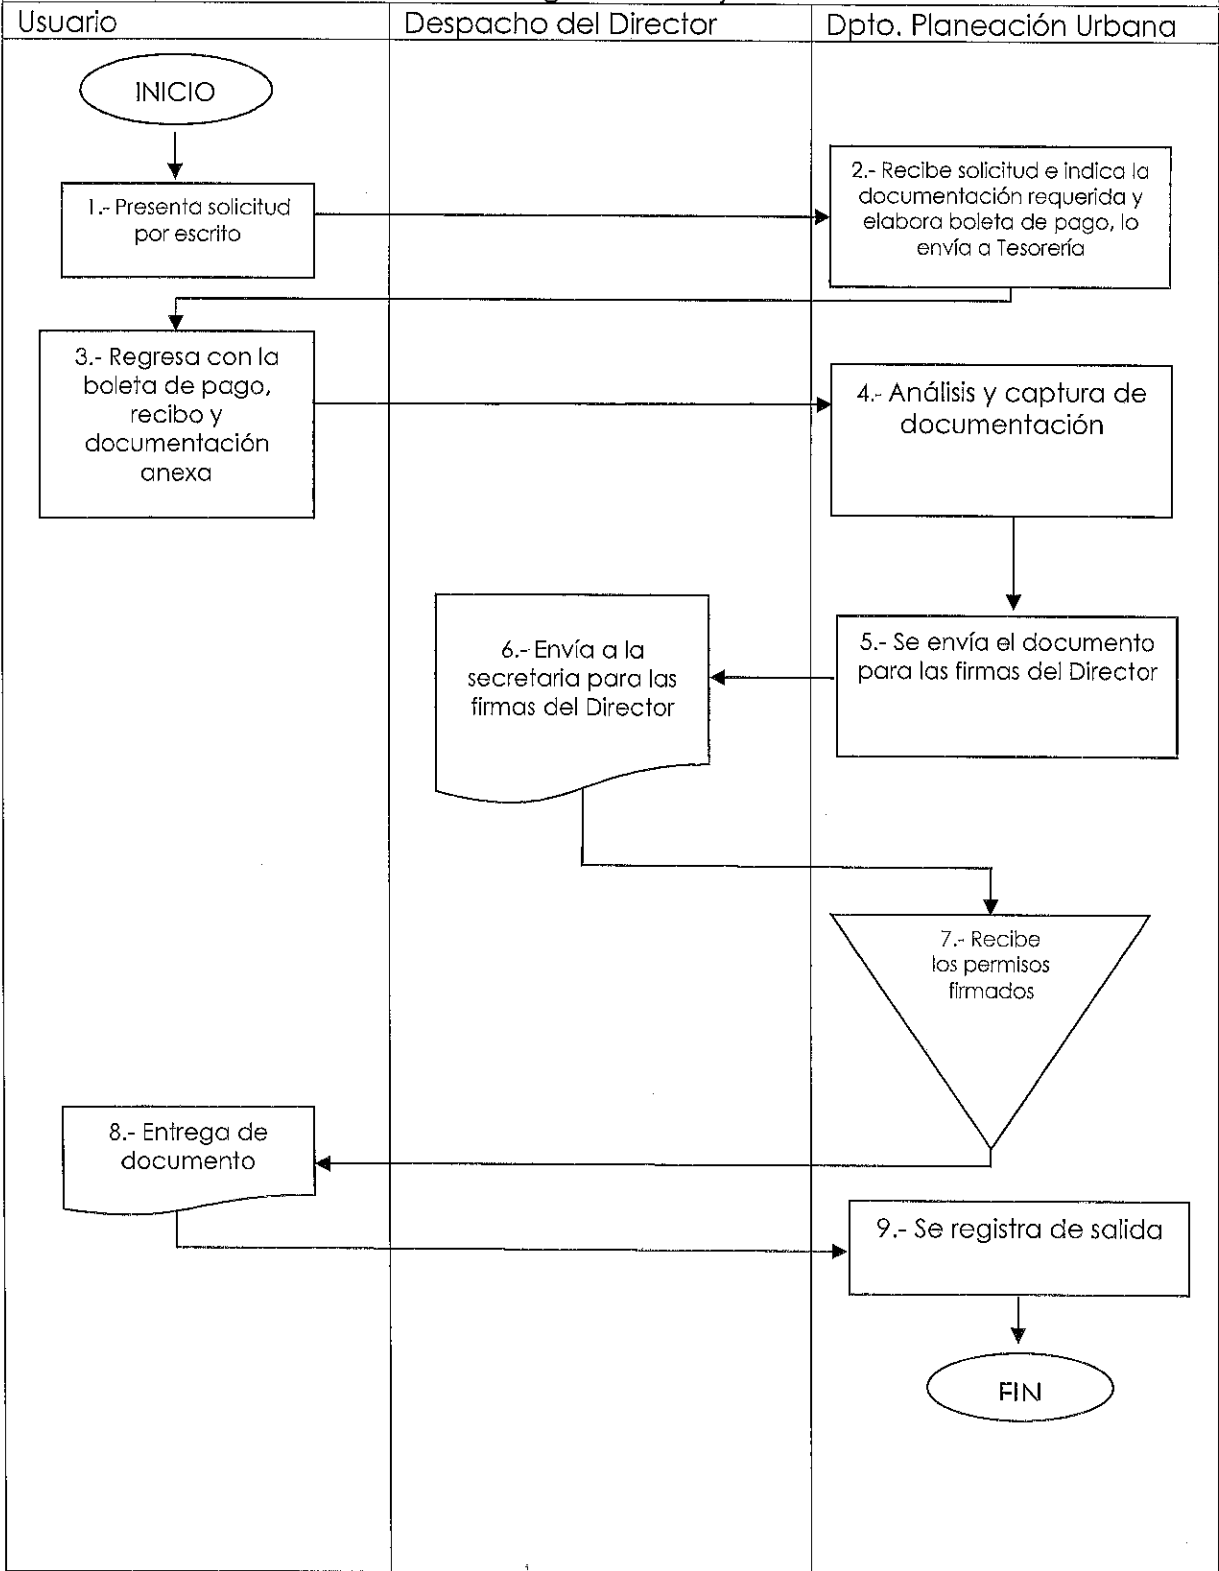 Usuario
Despacho del Director
Dpto. Planeación Urbana
INICIO
1.- Presenta solicitud
por escrito
2.- Recibe solicitud e indica la
documentación requerida y
elabora boleta de pago, lo
envía a Tesorería
3.- Regresa con la
boleta de pago,
recibo y
documentación
anexa
4.- Análisis y captura de
documentación
5.- Se envía el documento
para las firmas del Director
6.- Envía a la
secretaria para las
firmas del Director
7.- Recibe
los permisos
firmados
8.- Entrega de
documento
9.- Se registra de salida
FIN